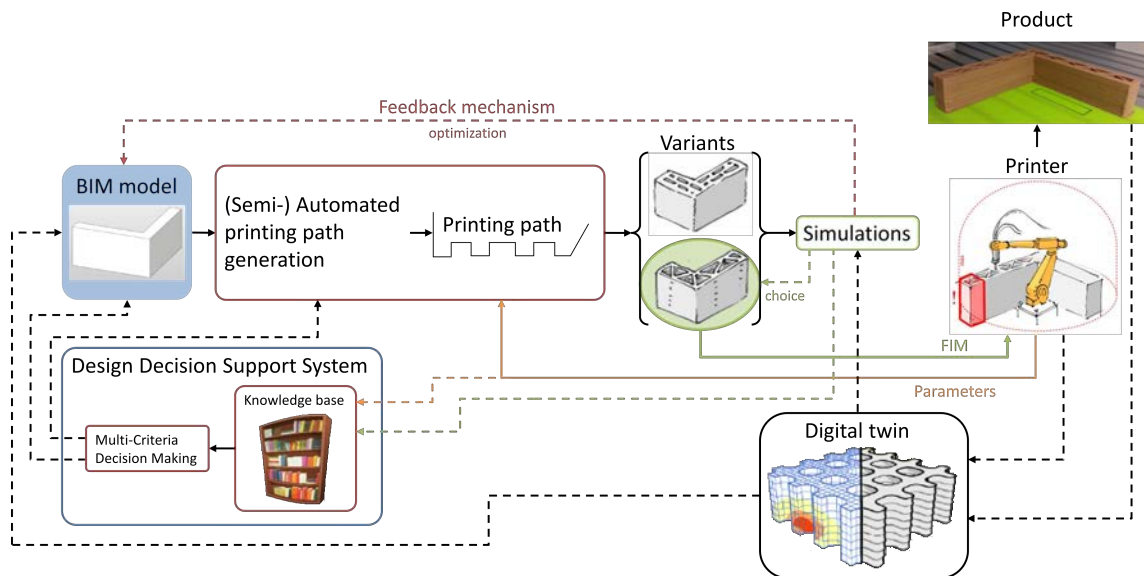 Product
Feedback mechanism
optimization
Variants
Printer
BIM model
(Semi-) Automated
printing path
generation
Printing path
Simulations
choice
FIM
Design Decision Support System
Parameters
Knowledge base
Multi-Criteria
Decision Making
Digital twin